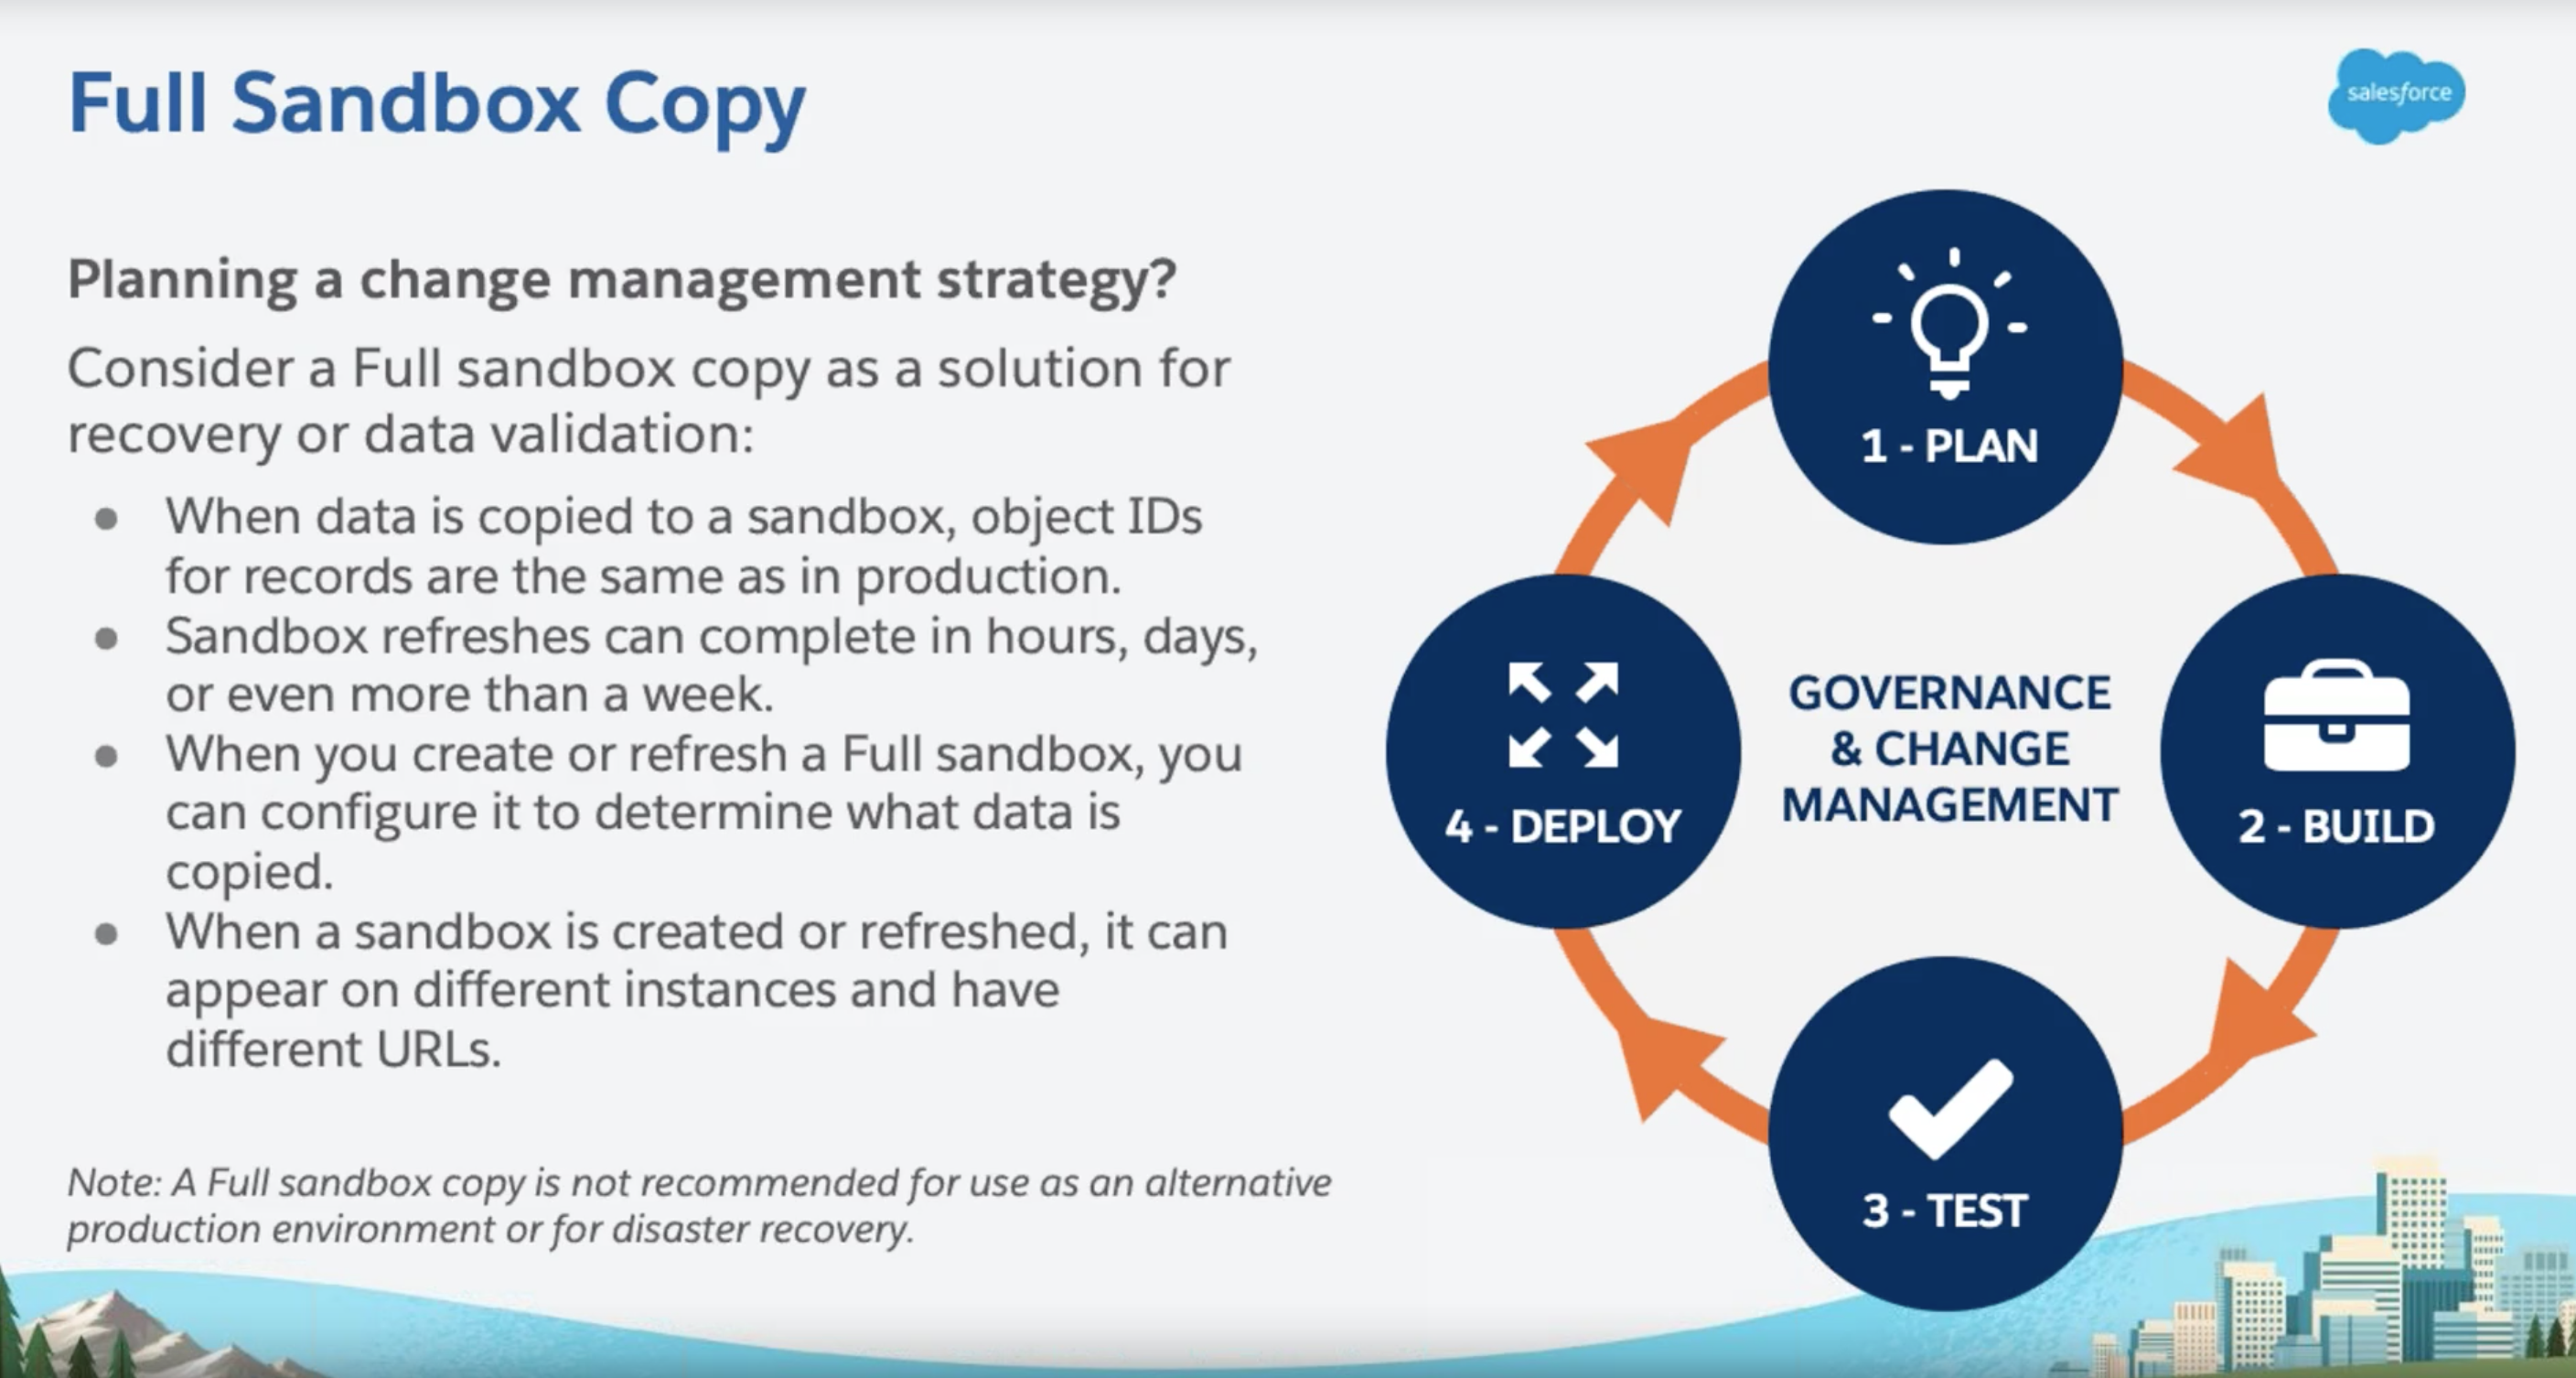 Full Sandbox Copy
salesforce
Planning a change management strategy?
Consider a Full sandbox copy as a solution for
recovery or data validation:
● When data is copied to a sandbox, object IDs
for records are the same as in production.
● Sandbox refreshes can complete in hours, days,
or even more than a week.
● When you create or refresh a Full sandbox, you
can configure it to determine what data is
copied.
● When a sandbox is created or refreshed, it can
appear on different instances and have
different URLs.
Note: A Full sandbox copy is not recommended for use as an alternative
production environment or for disaster recovery.
1 - PLAN
2 - BUILD
3 - TEST
4 - DEPLOY
GOVERNANCE
& CHANGE
MANAGEMENT